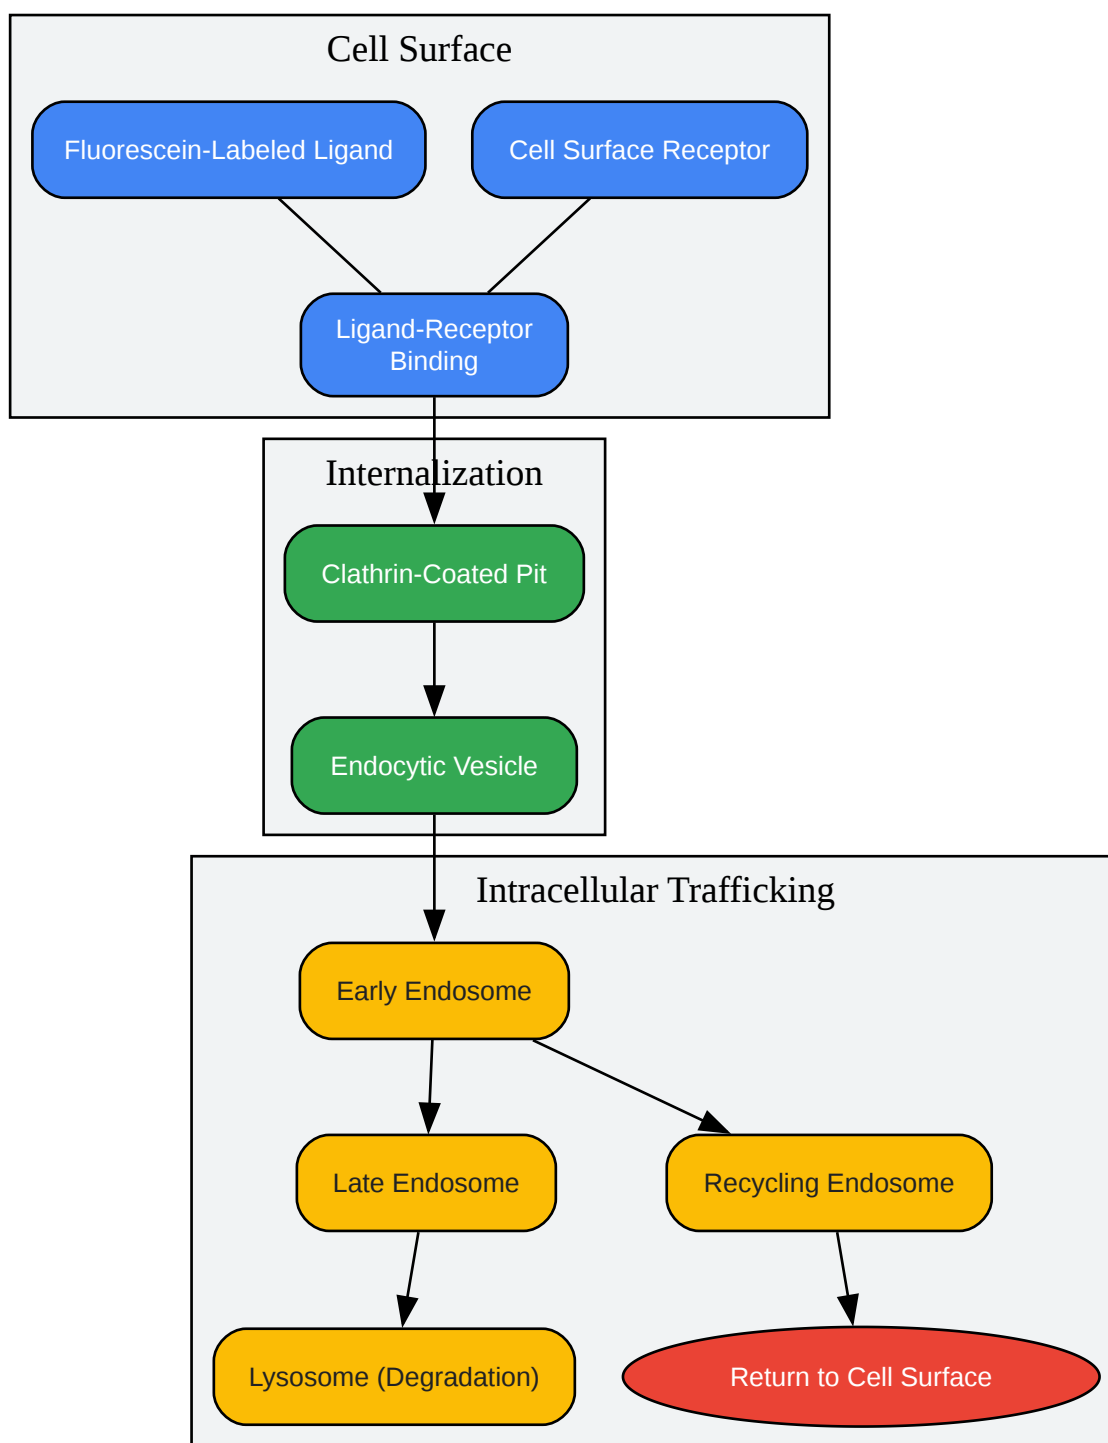 Cell Surface
Fluorescein-Labeled Ligand
Cell Surface Receptor
Ligand-Receptor
Binding
Internalization
Clathrin-Coated Pit
Endocytic Vesicle
Intracellular Trafficking
Early Endosome
Late Endosome
Recycling Endosome
Lysosome (Degradation)
Return to Cell Surface